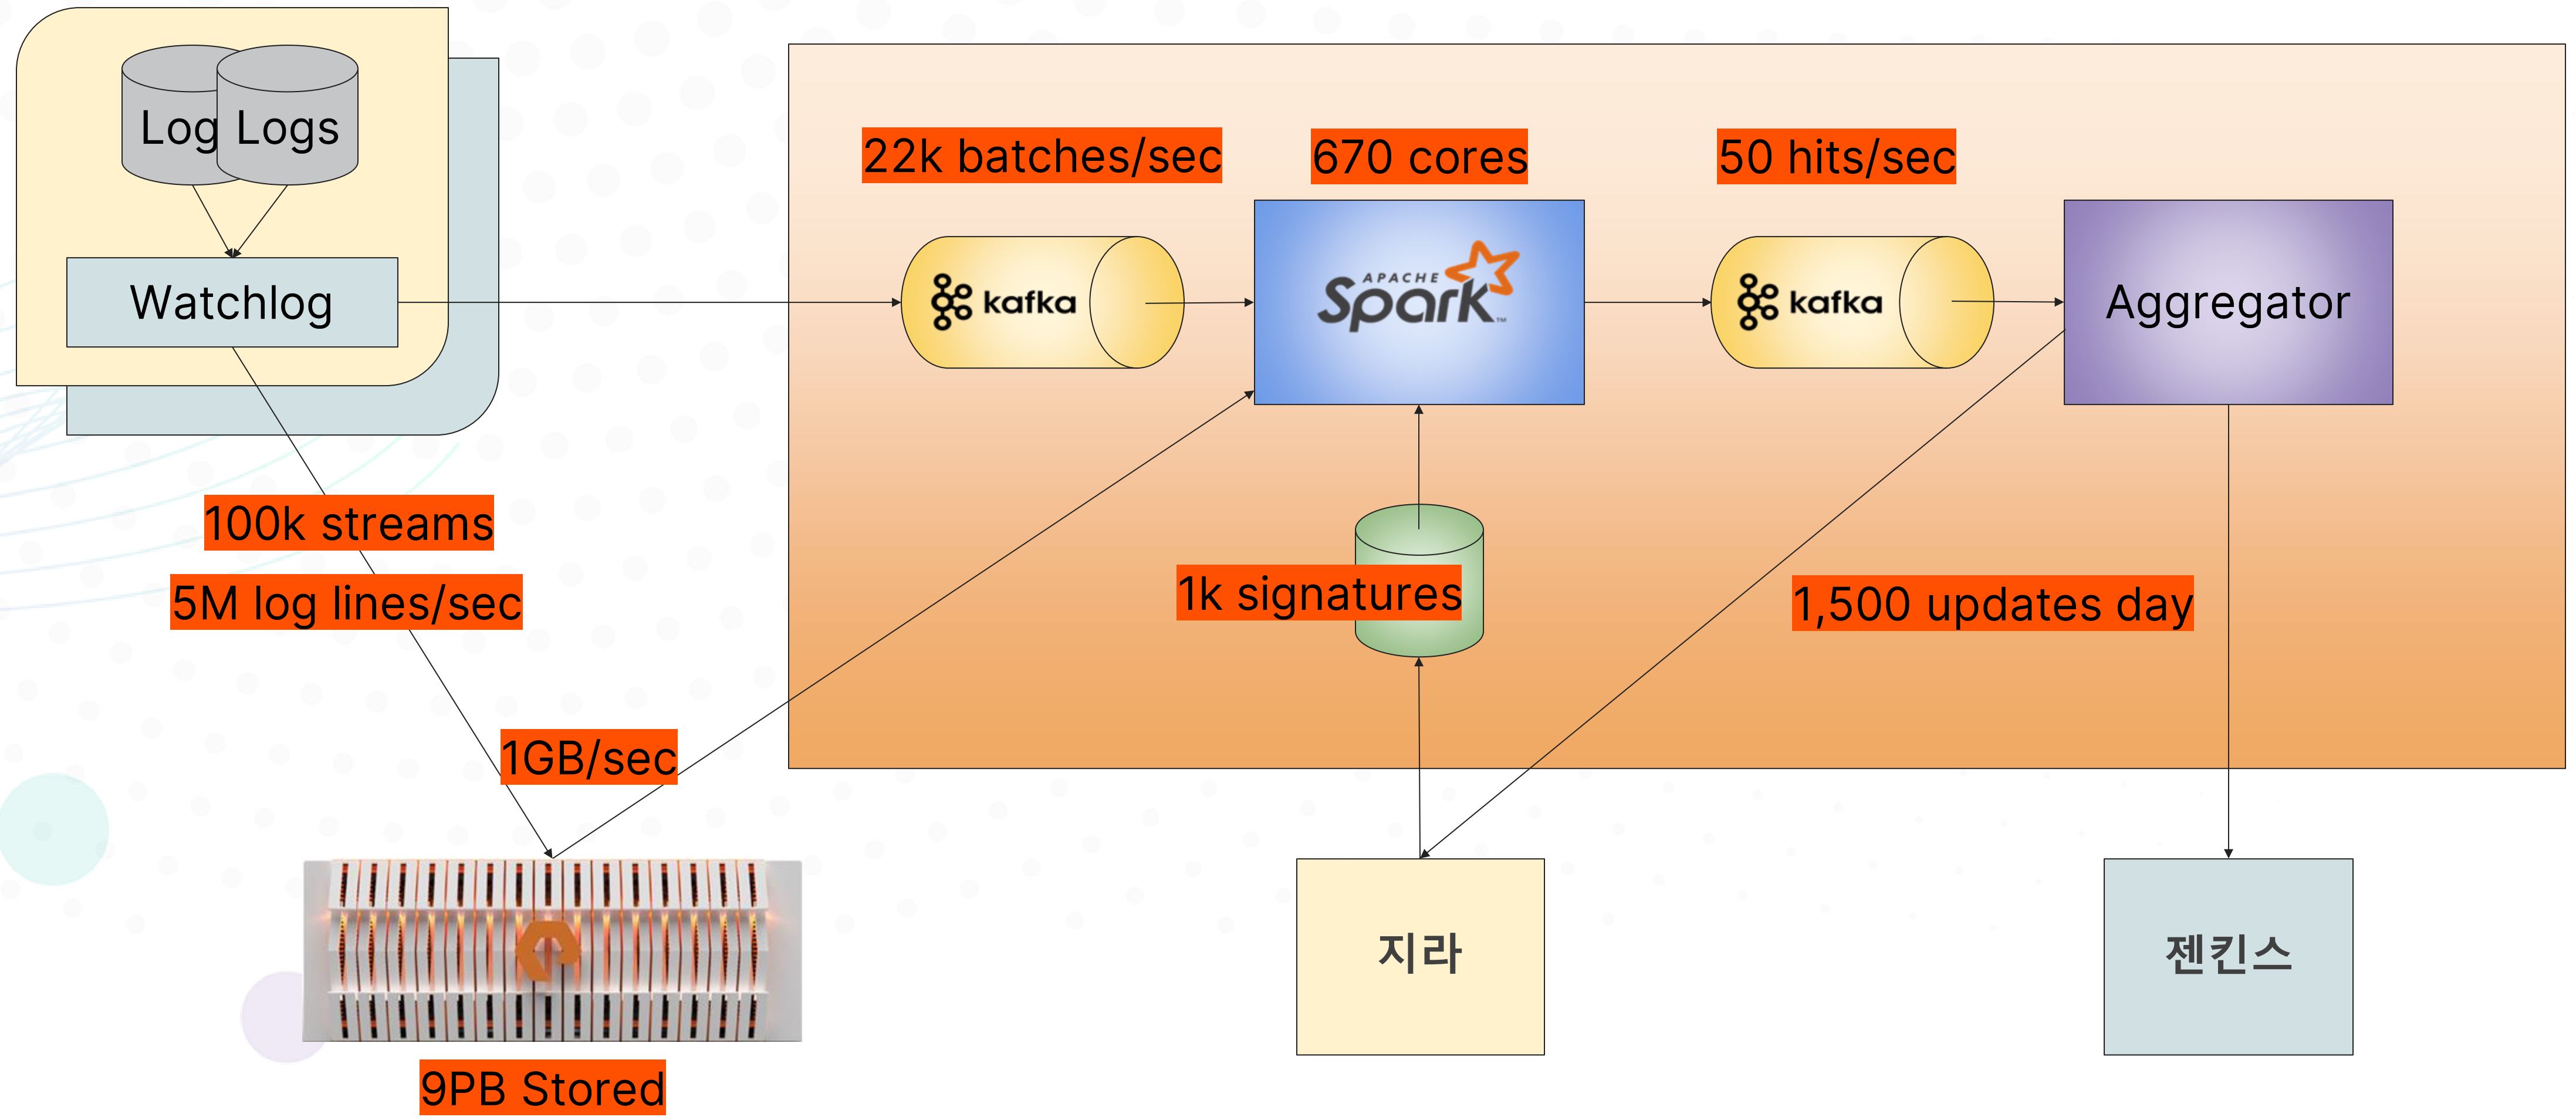 Log
Logs
Watchlog
22k batches/sec
670 cores
50 hits/sec
kafka
APACHE
Spark™
kafka
Aggregator
100k streams
5M log lines/sec
1k signatures
1,500 updates day
1GB/sec
9PB Stored
지라
젠킨스